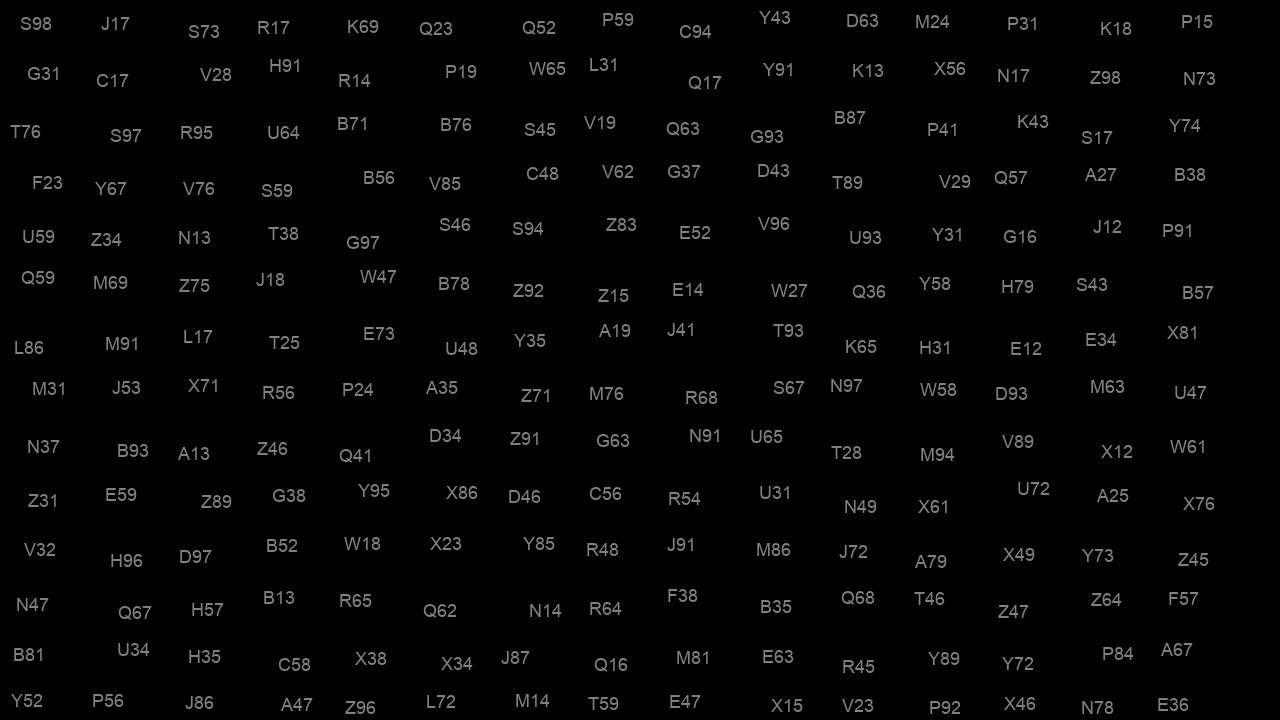 S98 J17 S73 R17 K69 Q23 Q52 P59 C94 Y43 D63 M24 P31 K18 P15
G31 C17 V28 H91 R14 P19 W65 L31 Q17 Y91 K13 X56 N17 Z98 N73
T76 S97 R95 U64 B71 B76 S45 V19 Q63 G93 B87 P41 K43 S17 Y74
F23 Y67 V76 S59 B56 V85 C48 V62 G37 D43 T89 V29 Q57 A27 B38
U59 Z34 N13 T38 G97 S46 S94 Z83 E52 V96 U93 Y31 G16 J12 P91
Q59 M69 Z75 J18 W47 B78 Z92 Z15 E14 W27 Q36 Y58 H79 S43 B57
L86 M91 L17 T25 E73 U48 Y35 A19 J41 T93 K65 H31 E12 E34 X81
M31 J53 X71 R56 P24 A35 Z71 M76 R68 S67 N97 W58 D93 M63 U47
N37 B93 A13 Z46 Q41 D34 Z91 G63 N91 U65 T28 M94 V89 X12 W61
Z31 E59 Z89 G38 Y95 X86 D46 C56 R54 U31 N49 X61 U72 A25 X76
V32 H96 D97 B52 W18 X23 Y85 R48 J91 M86 J72 A79 X49 Y73 Z45
N47 Q67 H57 B13 R65 Q62 N14 R64 F38 B35 Q68 T46 Z47 Z64 F57
B81 U34 H35 C58 X38 X34 J87 Q16 M81 E63 R45 Y89 Y72 P84 A67
Y52 P56 J86 A47 Z96 L72 M14 T59 E47 X15 V23 P92 X46 N78 E36